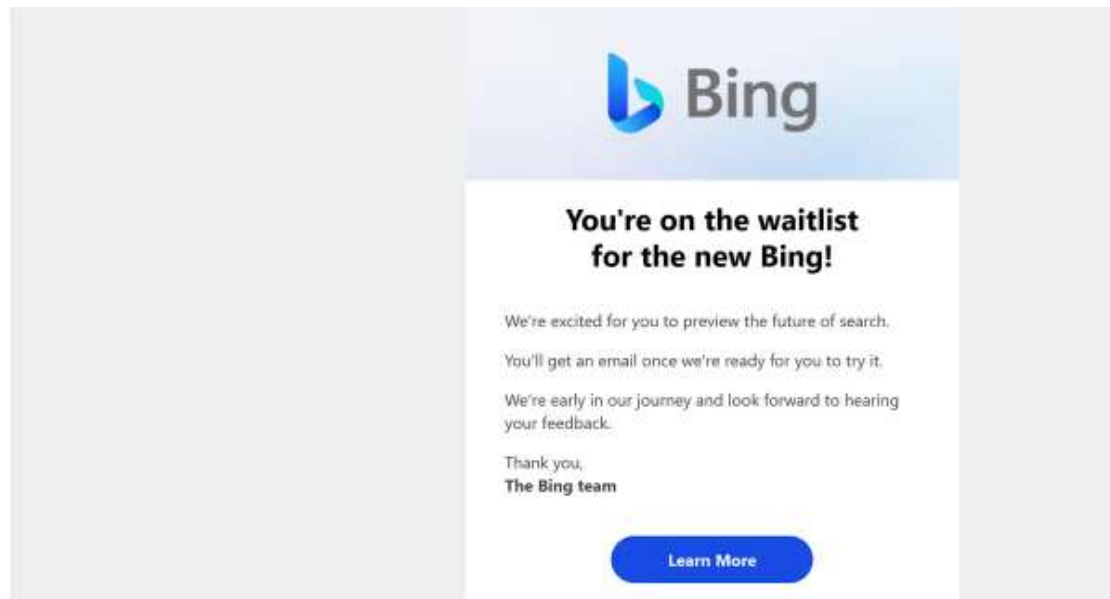 Bing
You're on the waitlist
for the new Bing!
We're excited for you to preview the future of search.
You'll get an email once we're ready for you to try it.
We're early in our journey and look forward to hearing
your feedback.
Thank you,
The Bing team
Learn More